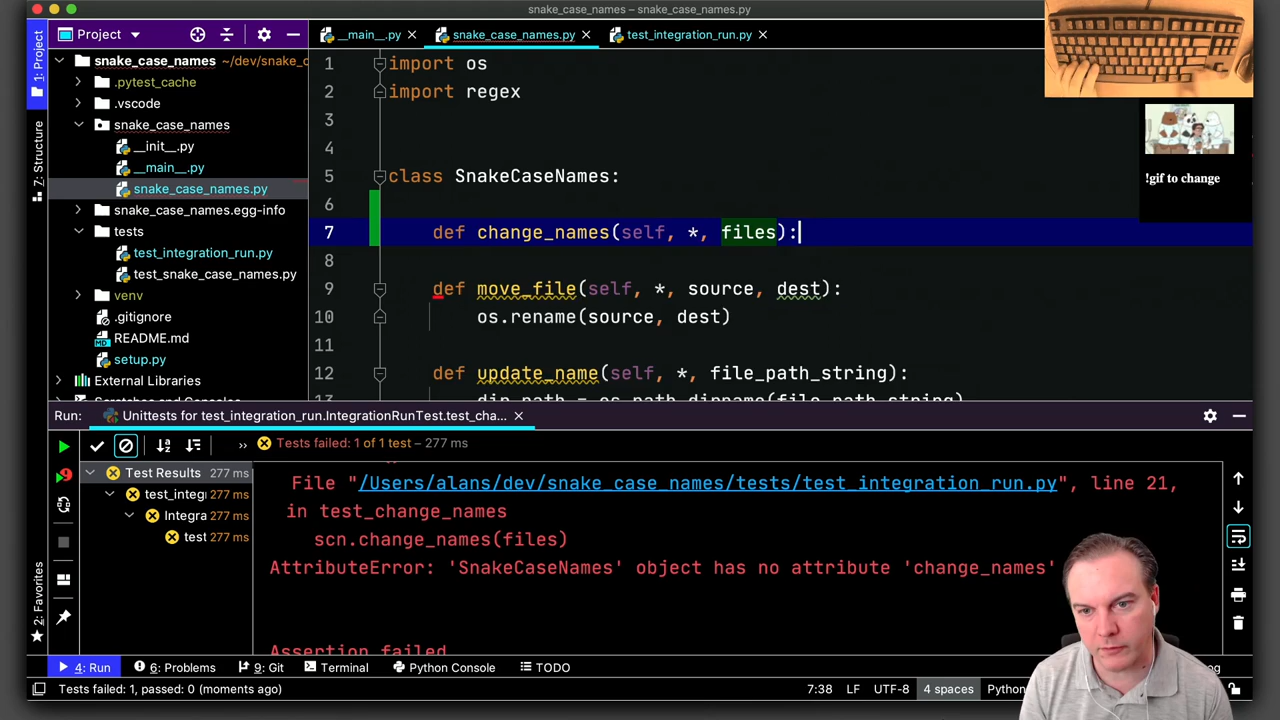 snake_case_names – snake_case_names.py
Project
__main__.py
snake_case_names.py
test_integration_run.py
1: Project
7: Structure
2: Favorites
snake_case_names ~/dev/snake_c
.pytest_cache
.vscode
snake_case_names
__init__.py
__main__.py
snake_case_names.py
snake_case_names.egg-info
tests
test_integration_run.py
test_snake_case_names.py
venv
.gitignore
README.md
setup.py
External Libraries
1 import os
2 import regex
3
4
5 class SnakeCaseNames:
6
7 def change_names(self, *, files):
8
9 def move_file(self, *, source, dest):
10 os.rename(source, dest)
11
12 def update_name(self, *, file_path_string):
13 dir_path = os.path.dirname(file_path_string)
!gif to change
Run:
Unittests for test_integration_run.IntegrationRunTest.test_cha...
Tests failed: 1 of 1 test – 277 ms
Test Results 277 ms
test_integ 277 ms
Integra 277 ms
test 277 ms
File "/Users/alans/dev/snake_case_names/tests/test_integration_run.py", line 21,
in test_change_names
scn.change_names(files)
AttributeError: 'SnakeCaseNames' object has no attribute 'change_names'
Assertion failed
4: Run
6: Problems
9: Git
Terminal
Python Console
TODO
Tests failed: 1, passed: 0 (moments ago)
7:38
LF
UTF-8
4 spaces
Python